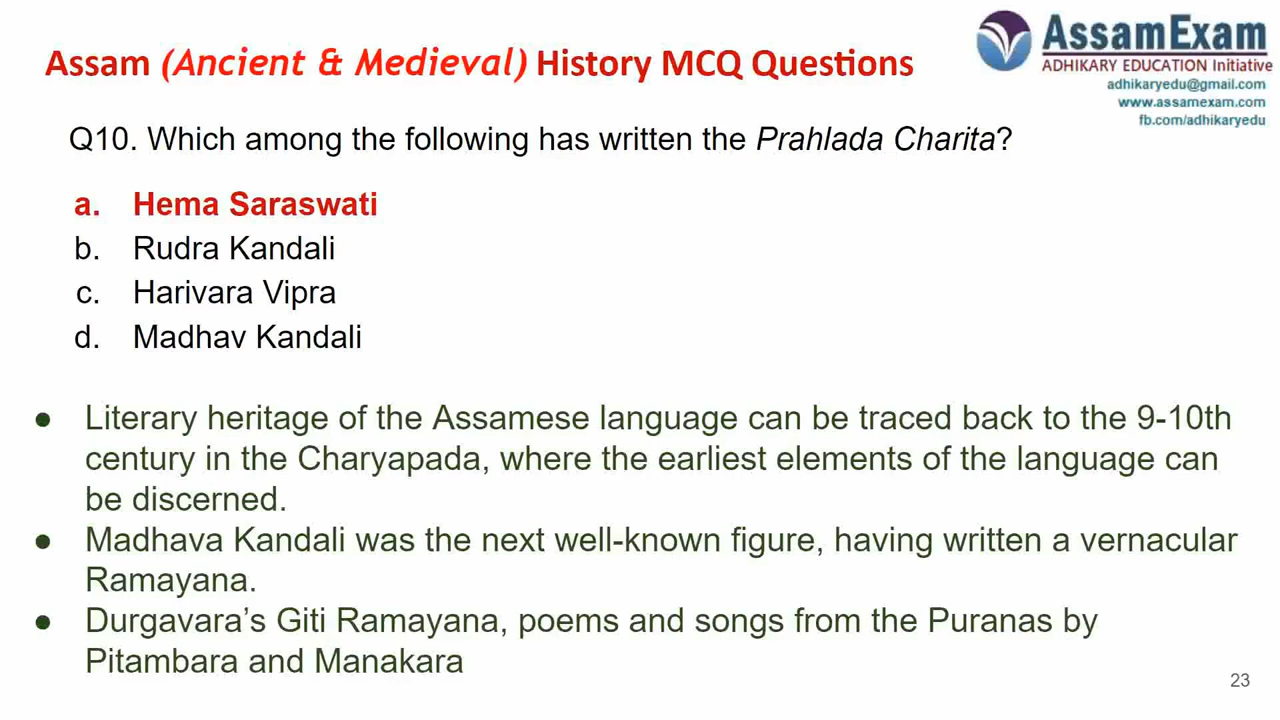 Assam (Ancient & Medieval) History MCQ Questions
AssamExam
ADHIKARY EDUCATION Initiative
adhikaryedu@gmail.com
www.assamexam.com
fb.com/adhikaryedu
Q10. Which among the following has written the Prahlada Charita?
a. Hema Saraswati
b. Rudra Kandali
c. Harivara Vipra
d. Madhav Kandali
● Literary heritage of the Assamese language can be traced back to the 9-10th
century in the Charyapada, where the earliest elements of the language can
be discerned.
● Madhava Kandali was the next well-known figure, having written a vernacular
Ramayana.
● Durgavara’s Giti Ramayana, poems and songs from the Puranas by
Pitambara and Manakara
23